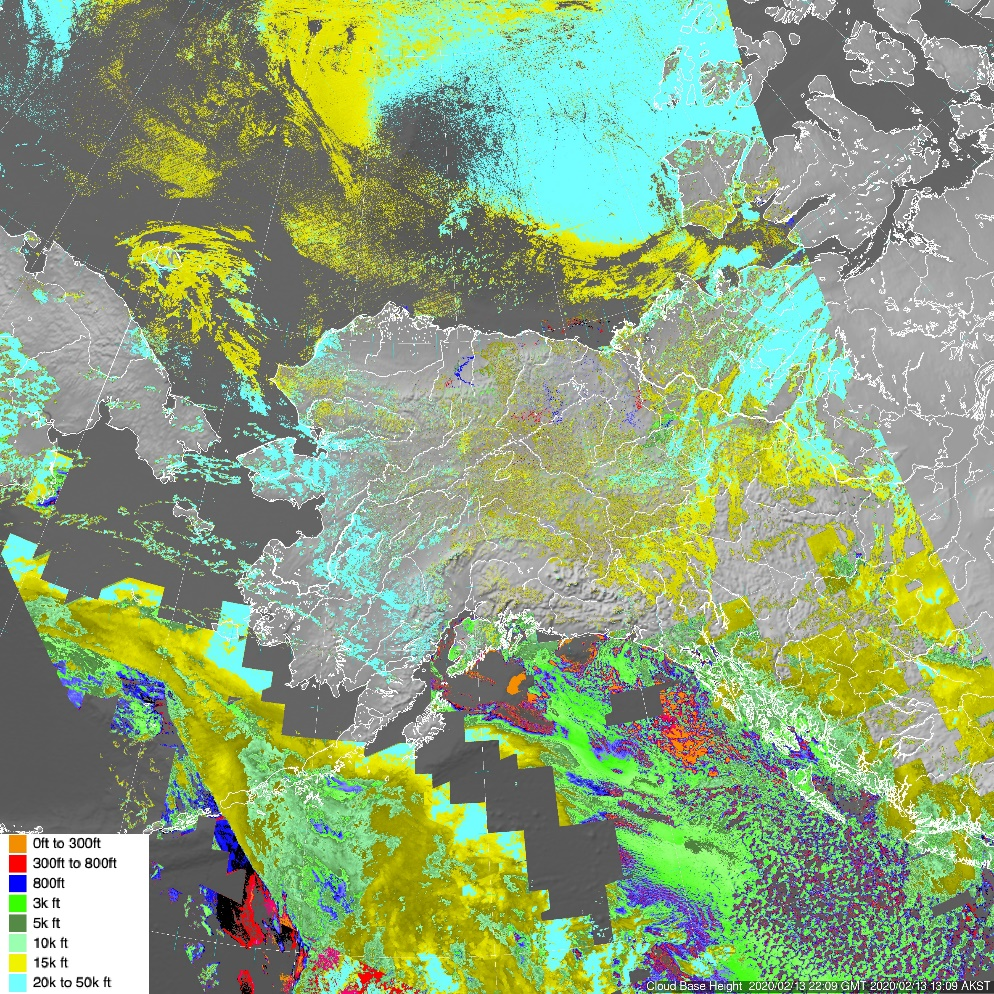 0ft to 300ft
300ft to 800ft
800ft
3k ft
5k ft
10k ft
15k ft
20k to 50k ft
Cloud Base Height 2020/02/13 22:09 GMT 2020/02/13 13:09 AKST